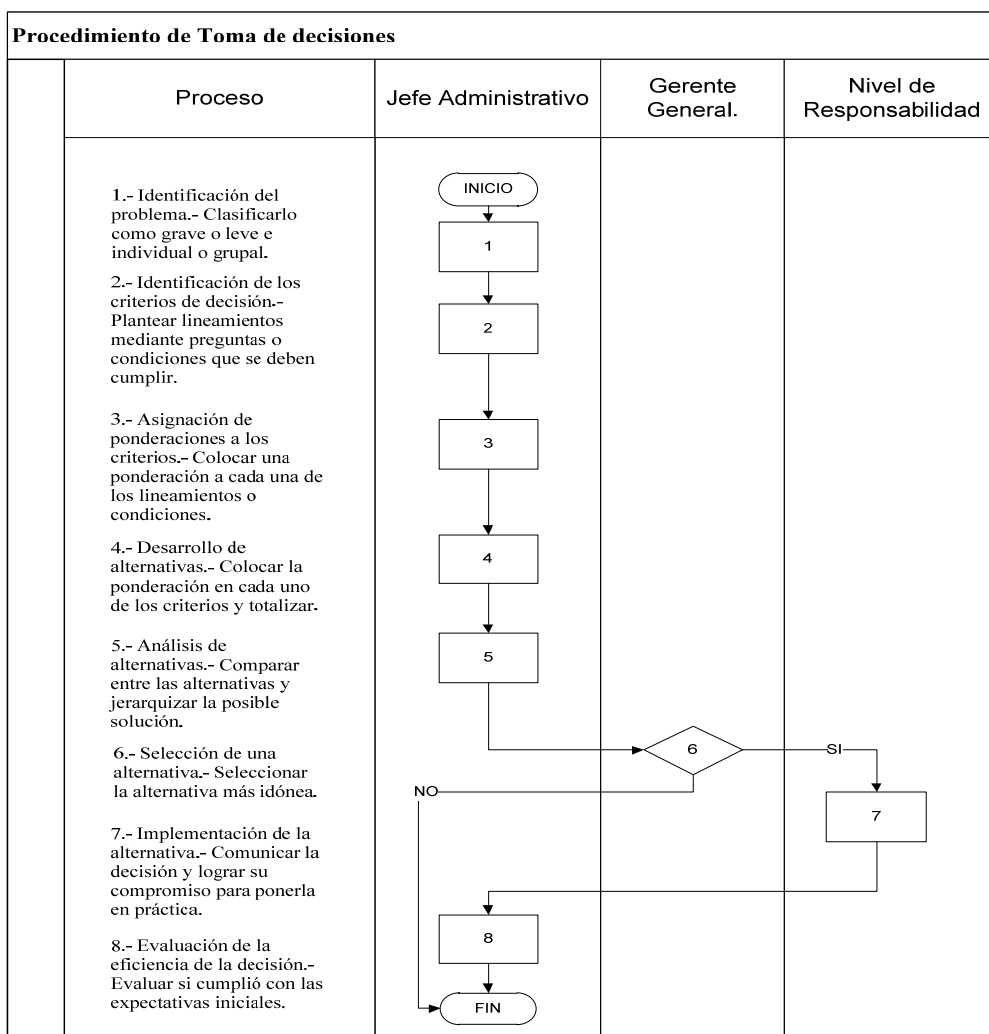 Procedimiento de Toma de decisiones
Proceso
Jefe Administrativo
Gerente
General.
Nivel de
Responsabilidad
1.- Identificación del
problema.- Clasificarlo
como grave o leve e
individual o grupal.
2.- Identificación de los
criterios de decisión.-
Plantear lineamientos
mediante preguntas o
condiciones que se deben
cumplir.
3.- Asignación de
ponderaciones a los
criterios.- Colocar una
ponderación a cada una de
los lineamientos o
condiciones.
4.- Desarrollo de
alternativas.- Colocar la
ponderación en cada uno
de los criterios y totalizar.
5.- Análisis de
alternativas.- Comparar
entre las alternativas y
jerarquizar la posible
solución.
6.- Selección de una
alternativa.- Seleccionar
la alternativa más idónea.
7.- Implementación de la
alternativa.- Comunicar la
decisión y lograr su
compromiso para ponerla
en práctica.
8.- Evaluación de la
eficiencia de la decisión.-
Evaluar si cumplió con las
expectativas iniciales.
INICIO
1
2
3
4
5
6
SI
NO
7
8
FIN